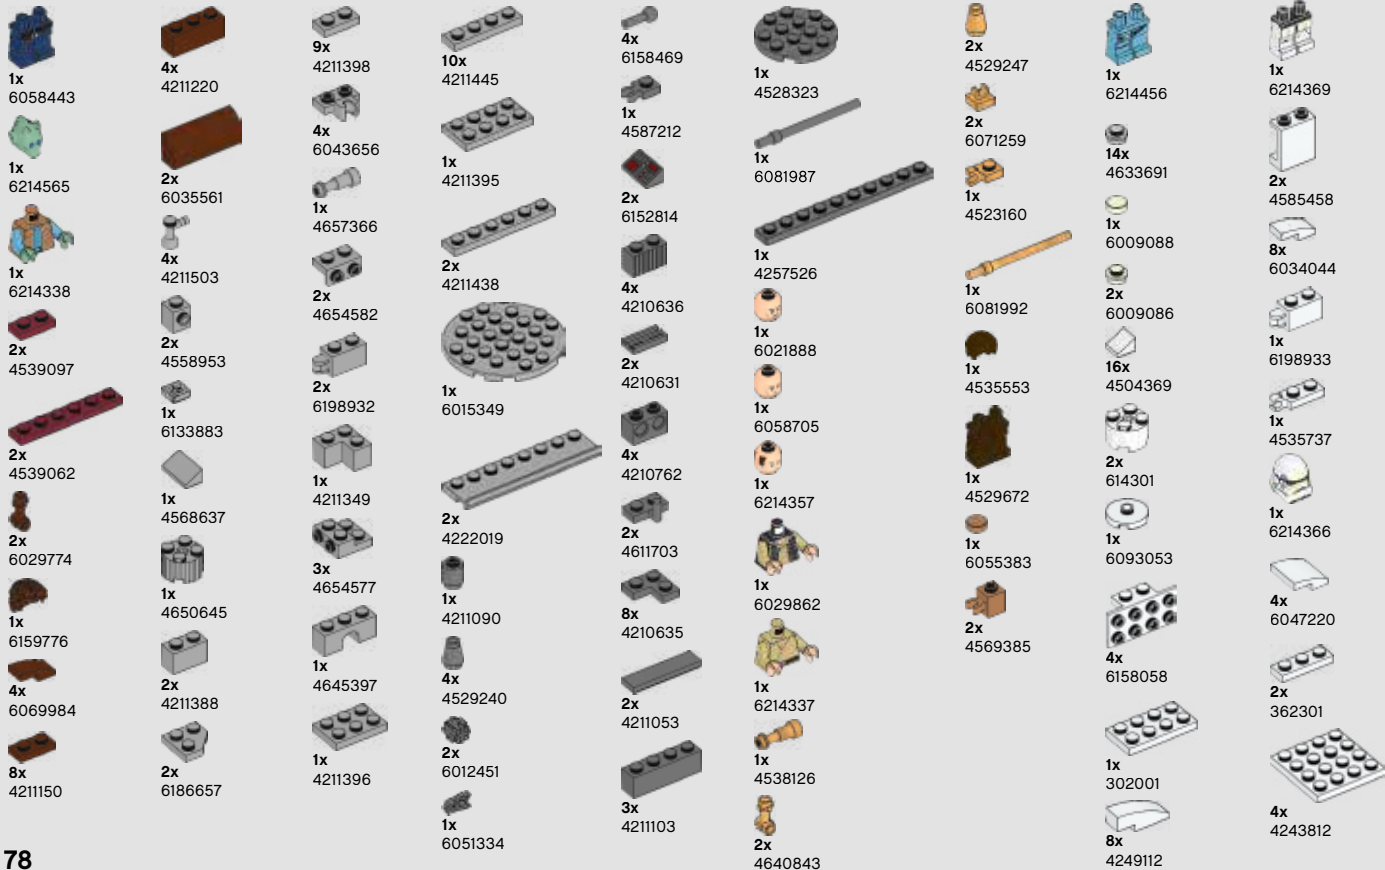 1x
6058443
1x
6214565
1x
6214338
2x
4539097
2x
4539062
2x
6029774
1x
6159776
4x
6069984
8x
4211150
4x
4211220
2x
6035561
4x
4211503
2x
4558953
1x
6133883
1x
4568637
1x
4650645
2x
4211388
2x
6186657
9x
4211398
4x
6043656
1x
4657366
2x
4654582
2x
6198932
1x
4211349
3x
4654577
1x
4645397
1x
4211396
10x
4211445
1x
4211395
2x
4211438
1x
6015349
2x
4222019
1x
4211090
4x
4529240
2x
6012451
1x
6051334
4x
6158469
1x
4587212
2x
6152814
4x
4210636
2x
4210631
4x
4210762
2x
4611703
8x
4210635
2x
4211053
3x
4211103
1x
4528323
1x
6081987
1x
4257526
1x
6021888
1x
6058705
1x
6214357
1x
6029862
1x
6214337
1x
4538126
2x
4640843
2x
4529247
2x
6071259
1x
4523160
1x
6081992
1x
4535553
1x
4529672
1x
6055383
2x
4569385
1x
6214456
14x
4633691
1x
6009088
2x
6009086
16x
4504369
2x
614301
1x
6093053
4x
6158058
1x
302001
8x
4249112
1x
6214369
2x
4585458
8x
6034044
1x
6198933
1x
4535737
1x
6214366
4x
6047220
2x
362301
4x
4243812
78